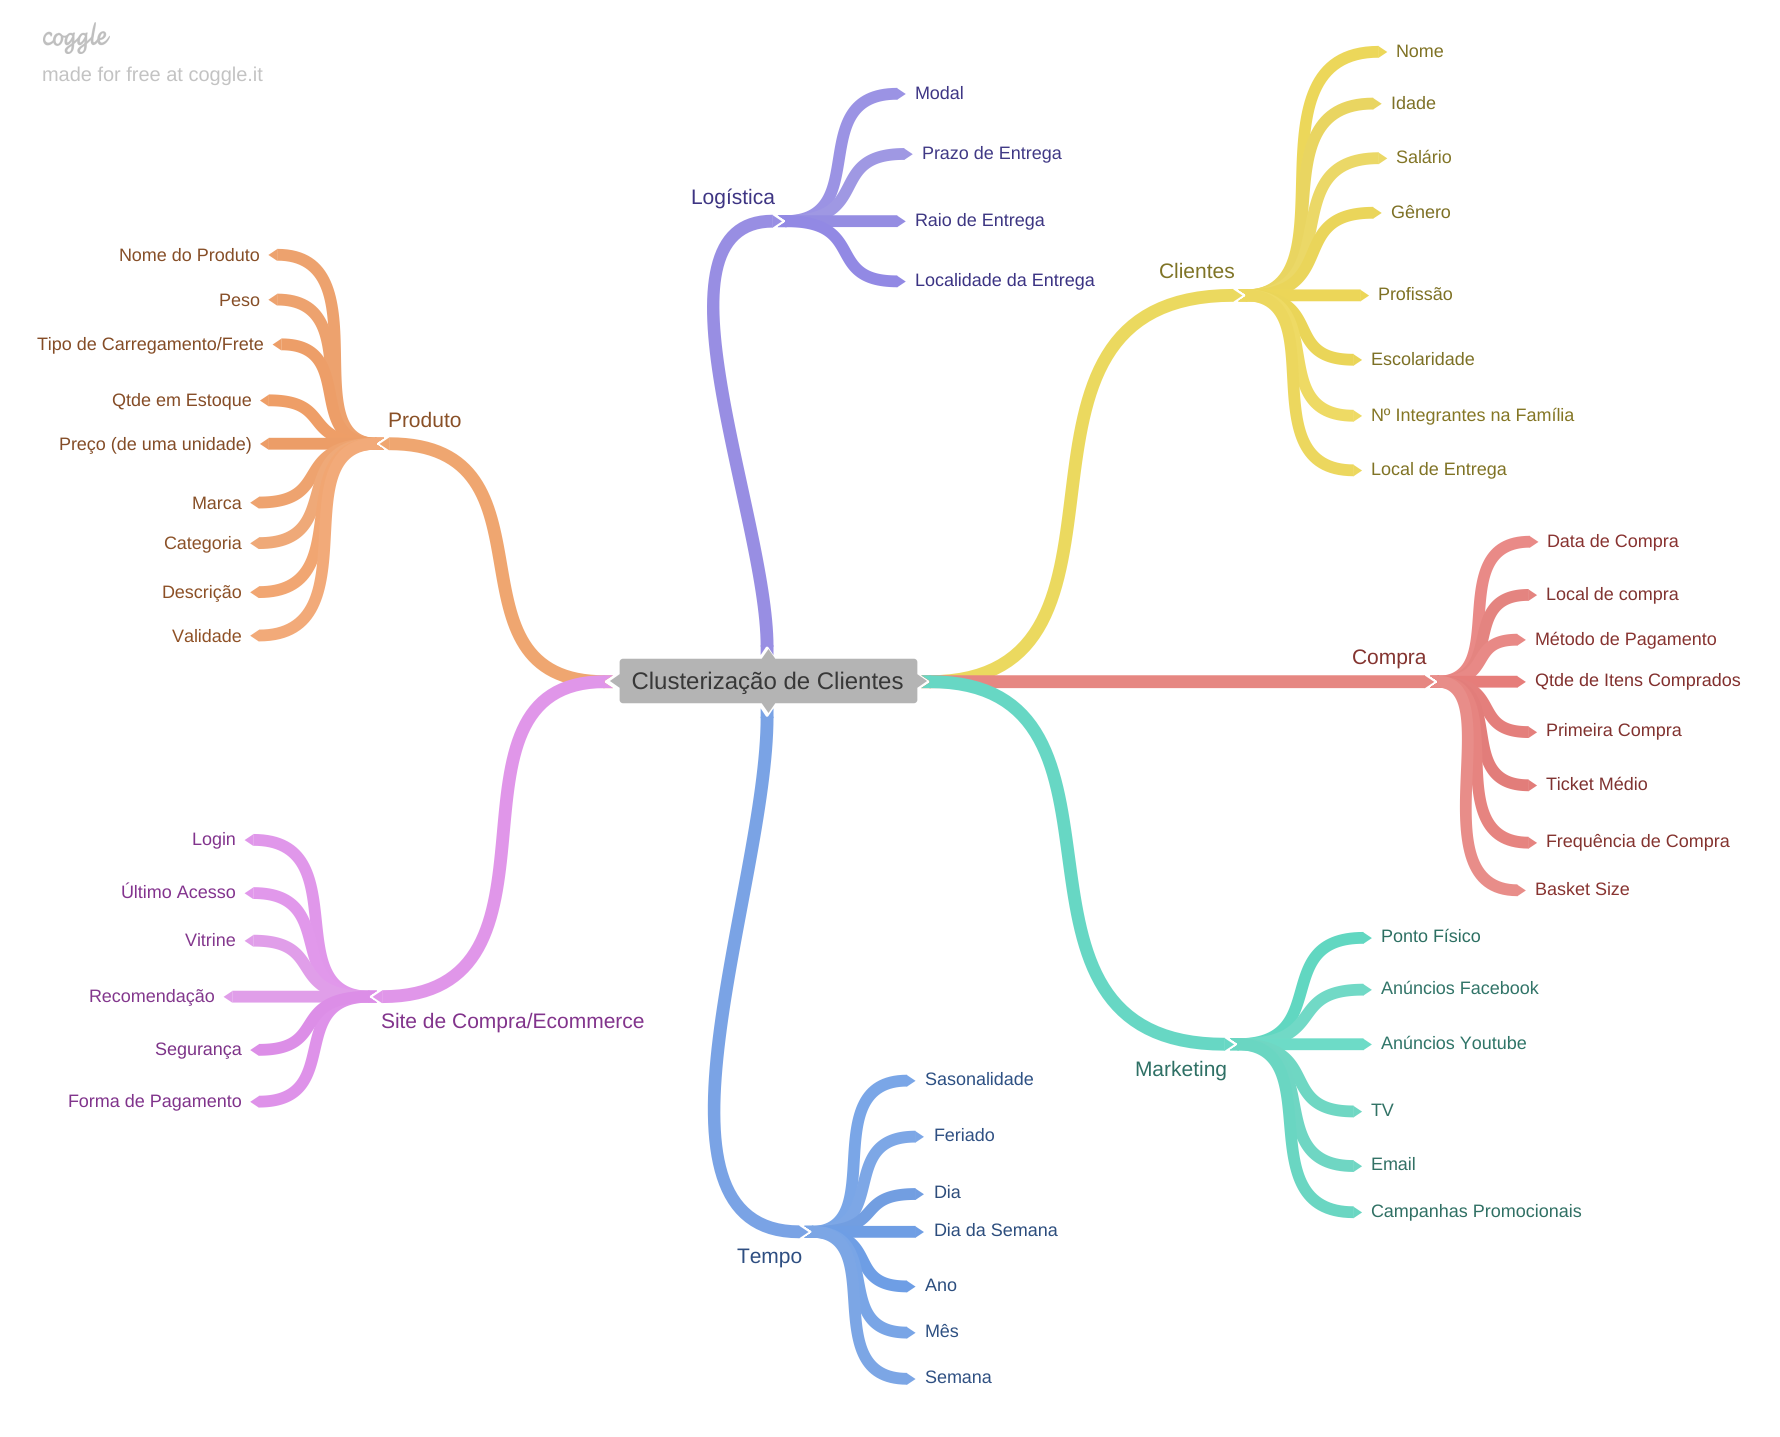 coggle
made for free at coggle.it
Clusterização de Clientes
Logística
Modal
Prazo de Entrega
Raio de Entrega
Localidade da Entrega
Clientes
Nome
Idade
Salário
Gênero
Profissão
Escolaridade
Nº Integrantes na Família
Local de Entrega
Compra
Data de Compra
Local de compra
Método de Pagamento
Qtde de Itens Comprados
Primeira Compra
Ticket Médio
Frequência de Compra
Basket Size
Marketing
Ponto Físico
Anúncios Facebook
Anúncios Youtube
TV
Email
Campanhas Promocionais
Tempo
Sasonalidade
Feriado
Dia
Dia da Semana
Ano
Mês
Semana
Produto
Nome do Produto
Peso
Tipo de Carregamento/Frete
Qtde em Estoque
Preço (de uma unidade)
Marca
Categoria
Descrição
Validade
Site de Compra/Ecommerce
Login
Último Acesso
Vitrine
Recomendação
Segurança
Forma de Pagamento